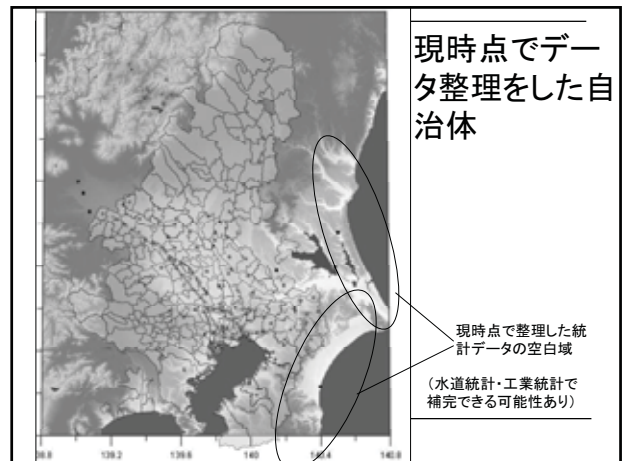 現時点でデー
タ整理をした自
治体
現時点で整理した統
計データの空白域
(水道統計・工業統計で
補完できる可能性あり)
139.2
139.6
140
140.4
140.8